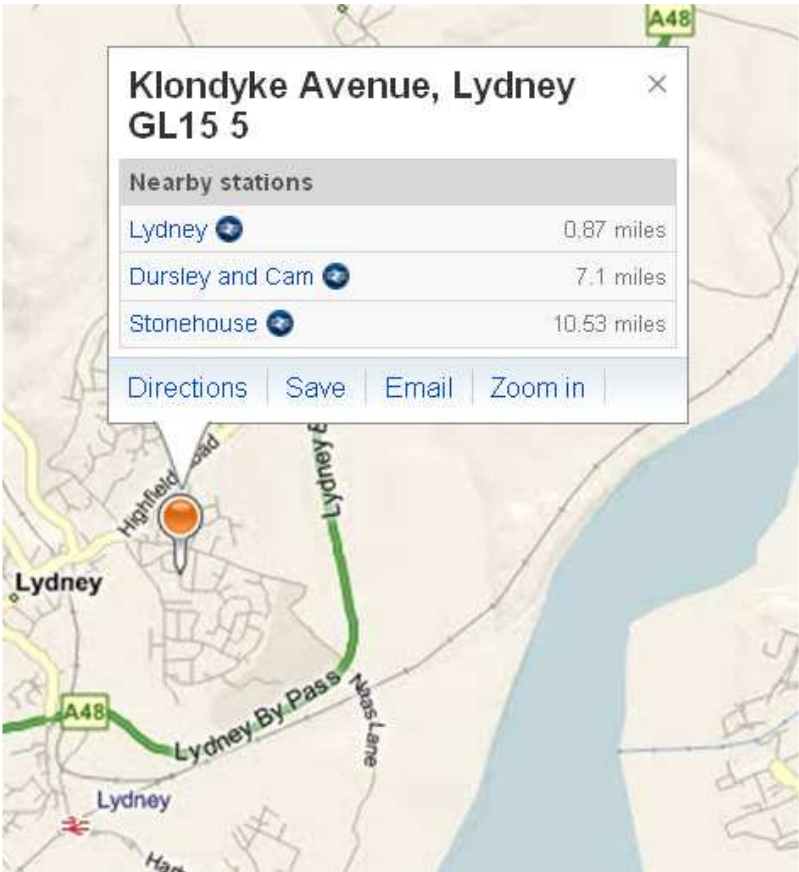 A48
Klondyke Avenue, Lydney
GL15 5
Nearby stations
Lydney 0.87 miles
Dursley and Cam 7.1 miles
Stonehouse 10.53 miles
Directions Save Email Zoom in
Highfield
Lydney
Lydney
A48
Lydney By Pass
Naas Lane
Lydney